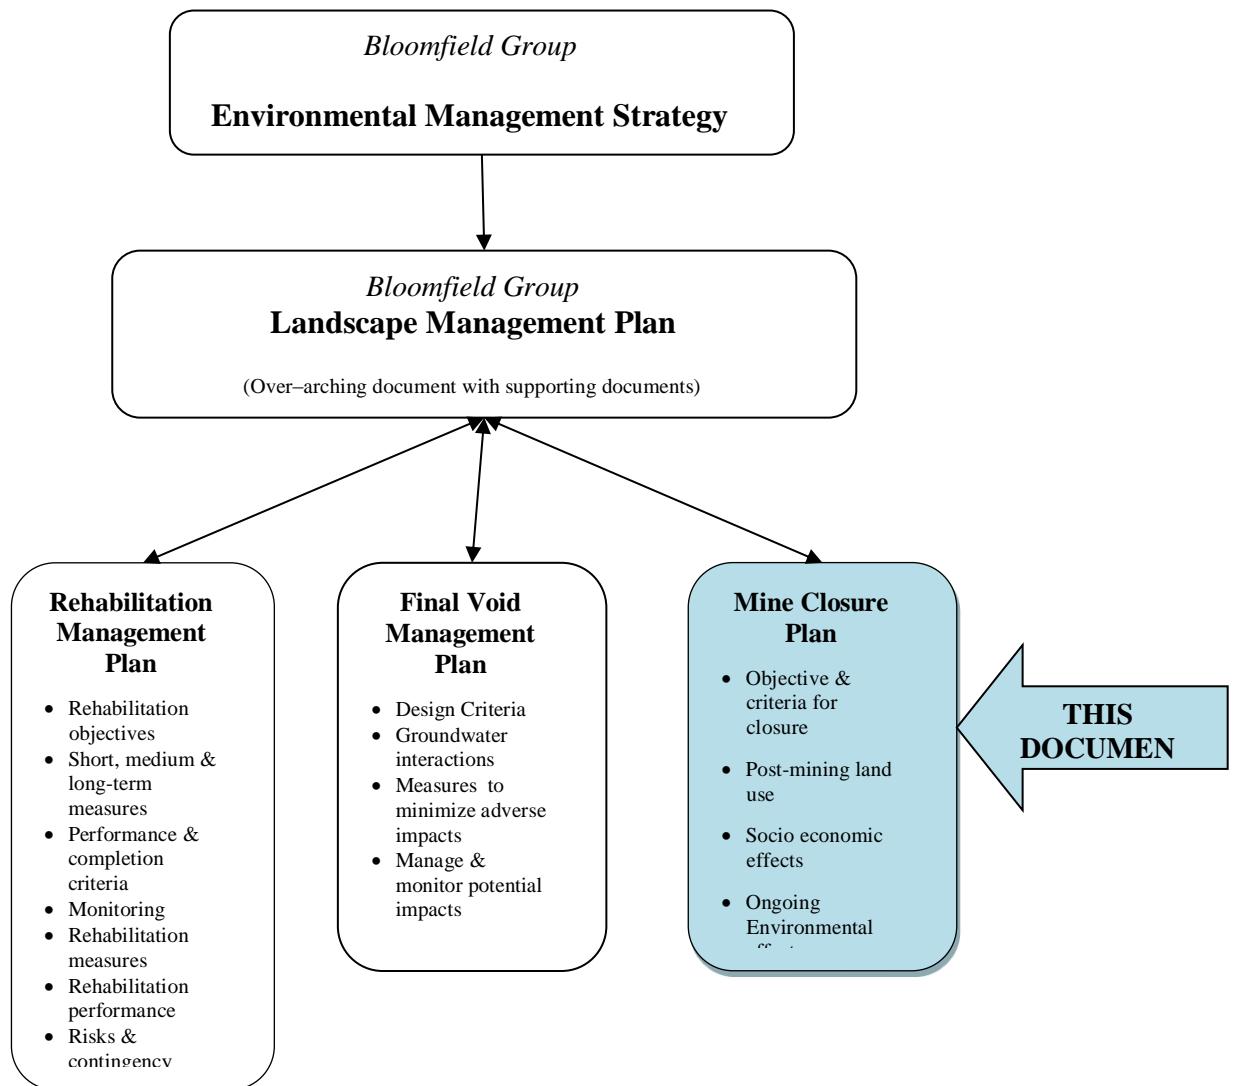 Bloomfield Group
Environmental Management Strategy
Bloomfield Group
Landscape Management Plan
(Over–arching document with supporting documents)
Rehabilitation
Management
Plan
• Rehabilitation
objectives
• Short, medium &
long-term
measures
• Performance &
completion
criteria
• Monitoring
• Rehabilitation
measures
• Rehabilitation
performance
• Risks &
contingency
Final Void
Management
Plan
• Design Criteria
• Groundwater
interactions
• Measures to
minimize adverse
impacts
• Manage &
monitor potential
impacts
Mine Closure
Plan
• Objective &
criteria for
closure
• Post-mining land
use
• Socio economic
effects
• Ongoing
Environmental
THIS
DOCUMEN